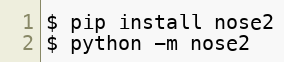 1 $ pip install nose2
2 $ python -m nose2